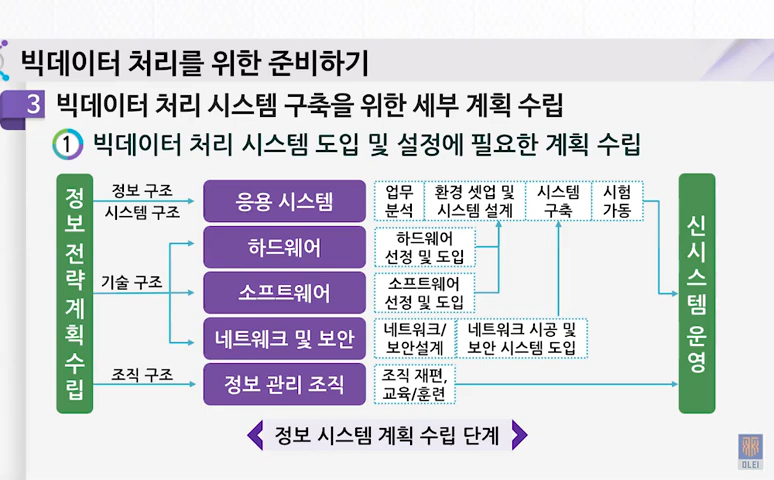 빅데이터 처리를 위한 준비하기
3 빅데이터 처리 시스템 구축을 위한 세부 계획 수립
1 빅데이터 처리 시스템 도입 및 설정에 필요한 계획 수립
정보 전략 계획 수립
정보 구조
시스템 구조
기술 구조
조직 구조
응용 시스템
업무
분석
환경 셋업 및
시스템 설계
시스템
구축
시험
가동
하드웨어
하드웨어
선정 및 도입
소프트웨어
소프트웨어
선정 및 도입
네트워크 및 보안
네트워크/
보안설계
네트워크 시공 및
보안 시스템 도입
정보 관리 조직
조직 재편,
교육/훈련
신시스템 운영
정보 시스템 계획 수립 단계
OLEI